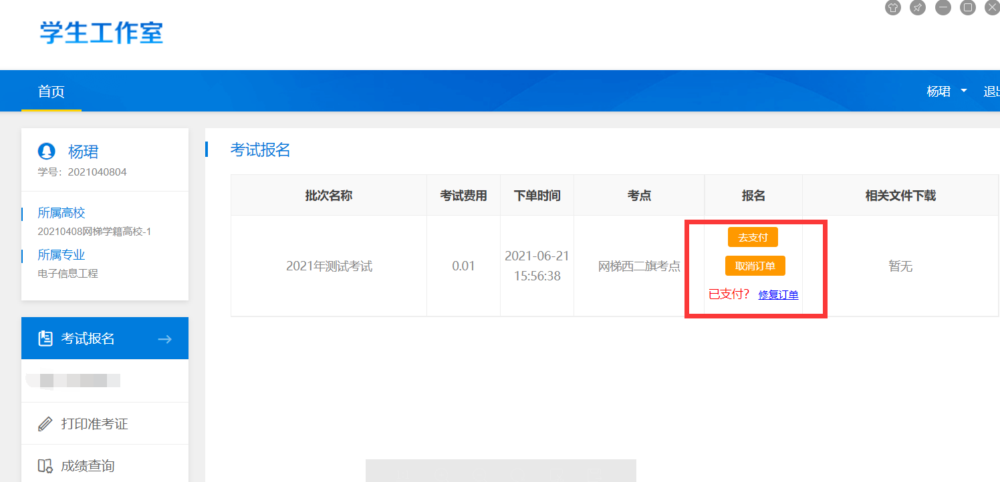 学生工作室
首页
杨珺
退出
杨珺
学号：2021040804
所属高校
20210408网梯学籍高校-1
所属专业
电子信息工程
考试报名
打印准考证
成绩查询
考试报名
批次名称 考试费用 下单时间 考点 报名 相关文件下载
2021年测试考试 0.01 2021-06-21 15:56:38 网梯西二旗考点 去支付 暂无
取消订单
已支付？ 修复订单